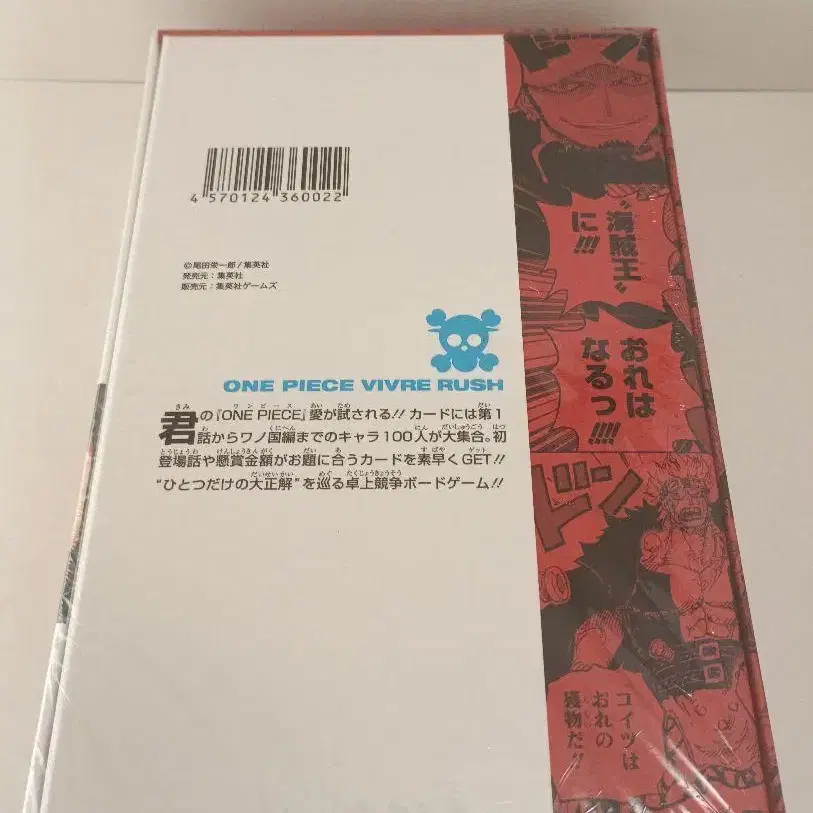 4 570124 360022
©尾田栄一郎/集英社
発売元:集英社
販売元:集英社ゲームズ
ONE PIECE VIVRE RUSH
君の『ONE PIECE』愛が試される!! カードには第1
話からワノ国編までのキャラ100人が大集合。初
登場話や懸賞金額がお題に合うカードを素早くGET!!
“ひとつだけの大正解”を巡る卓上競争ボードゲーム!!
“海賊王”
に!!!
おれは
なるっ!!!!
ドン
コイツは
おれの
獲物だ!!